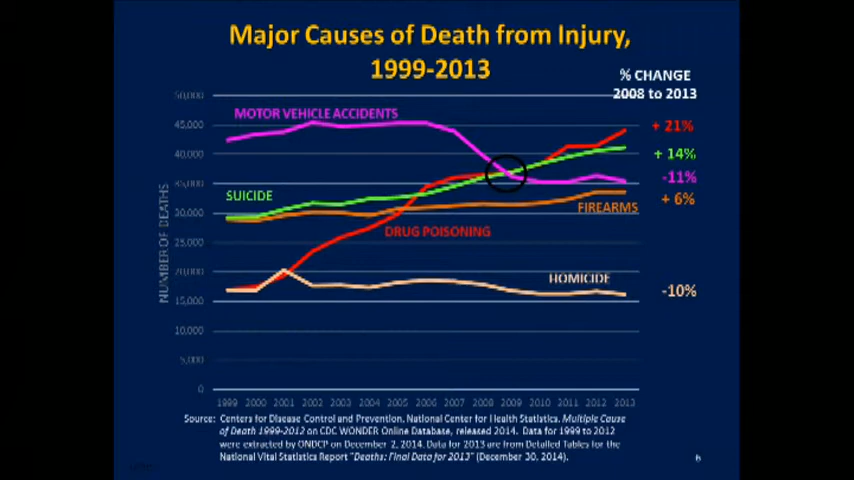 Major Causes of Death from Injury,
1999-2013
% CHANGE
2008 to 2013
50,000
MOTOR VEHICLE ACCIDENTS
45,000
+ 21%
40,000
+ 14%
35,000
-11%
SUICIDE
+ 6%
30,000
FIREARMS
DRUG POISONING
25,000
NUMBER OF DEATHS
20,000
HOMICIDE
-10%
15,000
10,000
5,000
0
1999 2000 2001 2002 2003 2004 2005 2006 2007 2008 2009 2010 2011 2012 2013
Source: Centers for Disease Control and Prevention, National Center for Health Statistics. Multiple Cause
of Death 1999-2012 on CDC WONDER Online Database, released 2014. Data for 1999 to 2012
were extracted by ONDCP on December 2, 2014. Data for 2013 are from Detailed Tables for the
National Vital Statistics Report "Deaths: Final Data for 2013" (December 30, 2014).
6